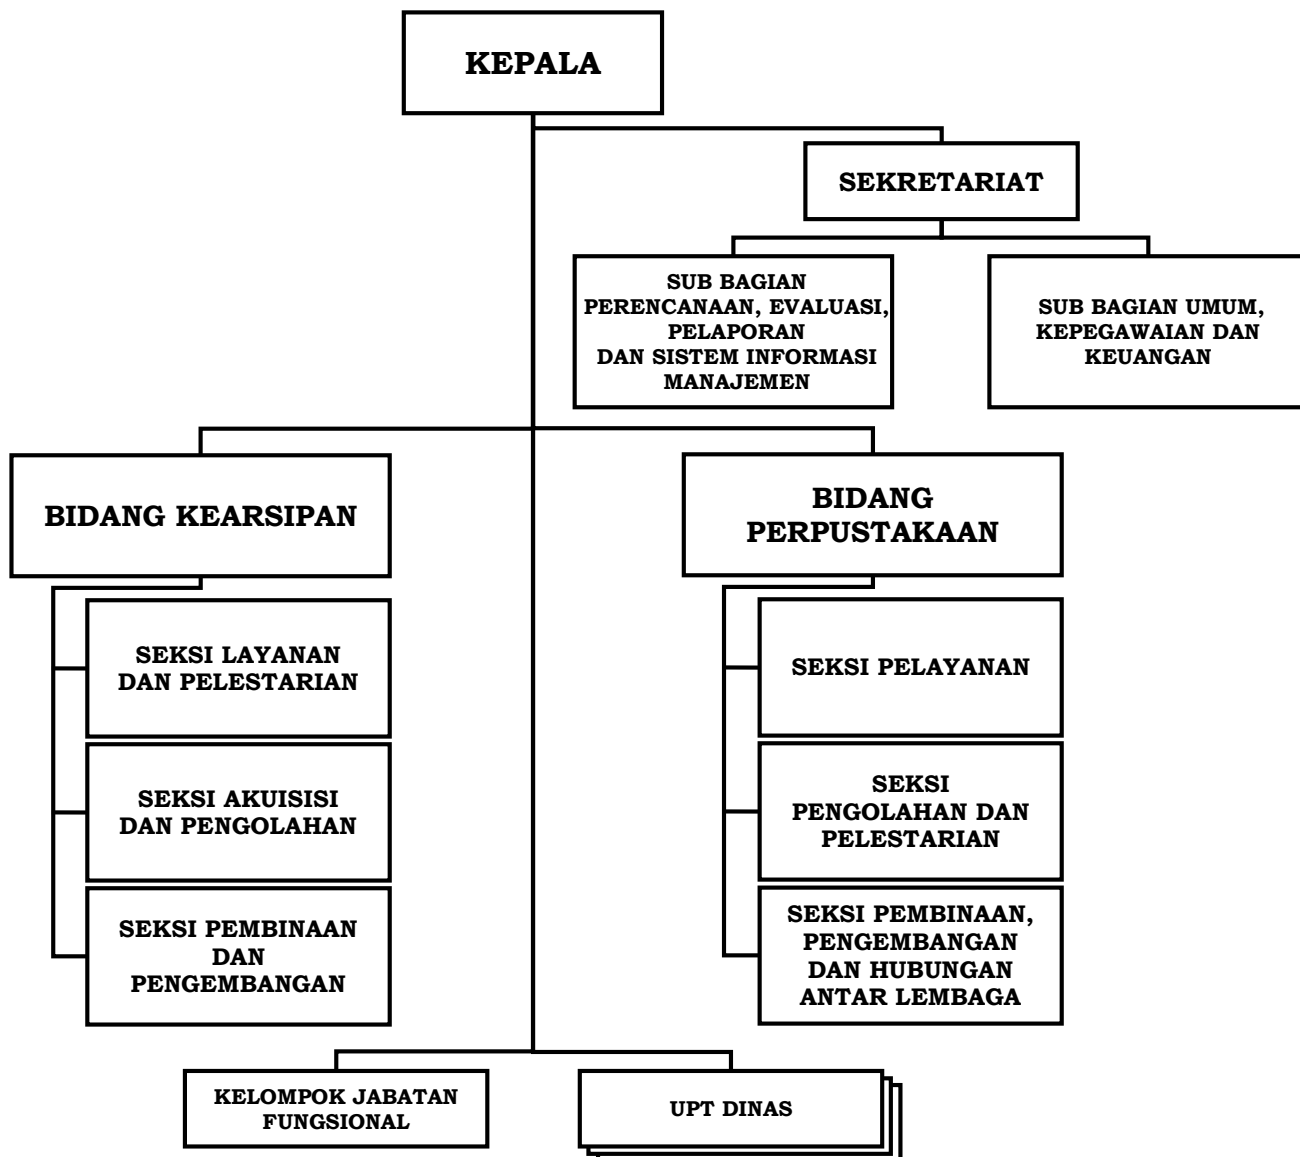 KEPALA
SEKRETARIAT
SUB BAGIAN
PERENCANAAN, EVALUASI,
PELAPORAN
DAN SISTEM INFORMASI
MANAJEMEN
SUB BAGIAN UMUM,
KEPEGAWAIAN DAN
KEUANGAN
BIDANG KEARSIPAN
BIDANG
PERPUSTAKAAN
SEKSI LAYANAN
DAN PELESTARIAN
SEKSI AKUISISI
DAN PENGOLAHAN
SEKSI PEMBINAAN
DAN
PENGEMBANGAN
SEKSI PELAYANAN
SEKSI
PENGOLAHAN DAN
PELESTARIAN
SEKSI PEMBINAAN,
PENGEMBANGAN
DAN HUBUNGAN
ANTAR LEMBAGA
KELOMPOK JABATAN
FUNGSIONAL
UPT DINAS